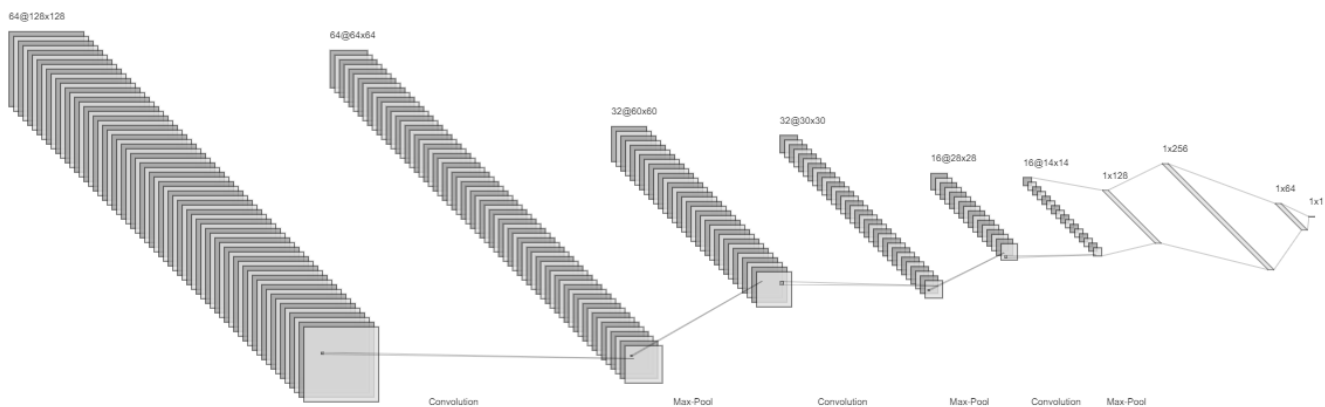 64@128x128
64@64x64
32@60x60
32@30x30
16@28x28
16@14x14
1x128
1x256
1x64
1x1
Convolution
Max-Pool
Convolution
Max-Pool
Convolution
Max-Pool